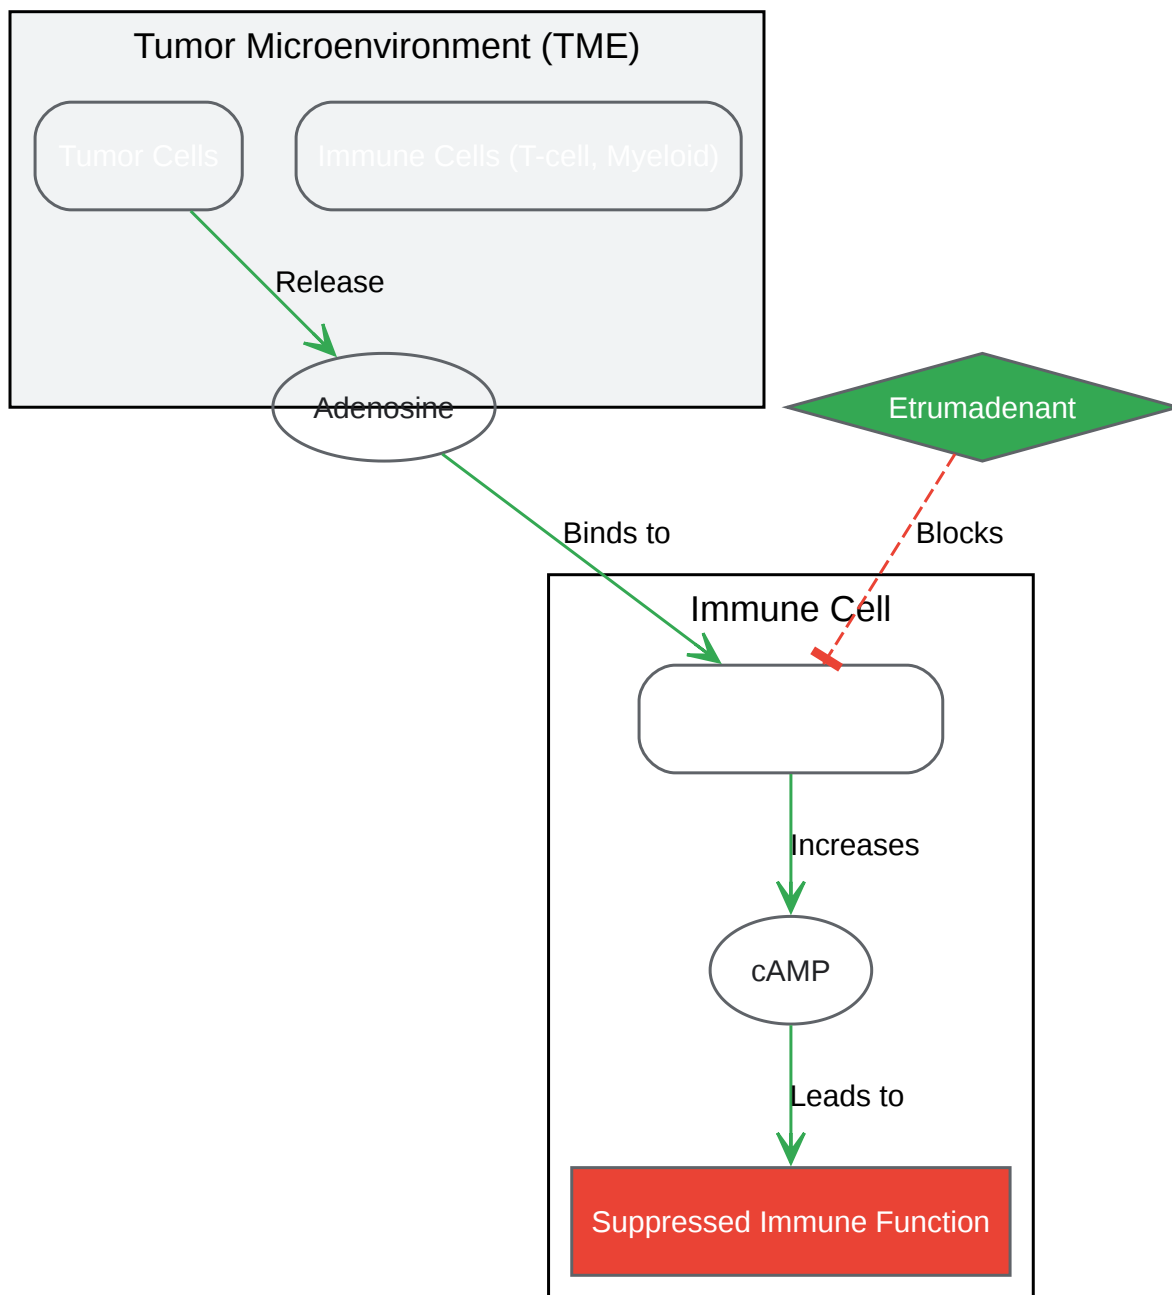 Tumor Microenvironment (TME)
Tumor Cells
Immune Cells (T-cell, Myeloid)
Release
Adenosine
Etrumadenant
Binds to
Blocks
Immune Cell
Increases
cAMP
Leads to
Suppressed Immune Function